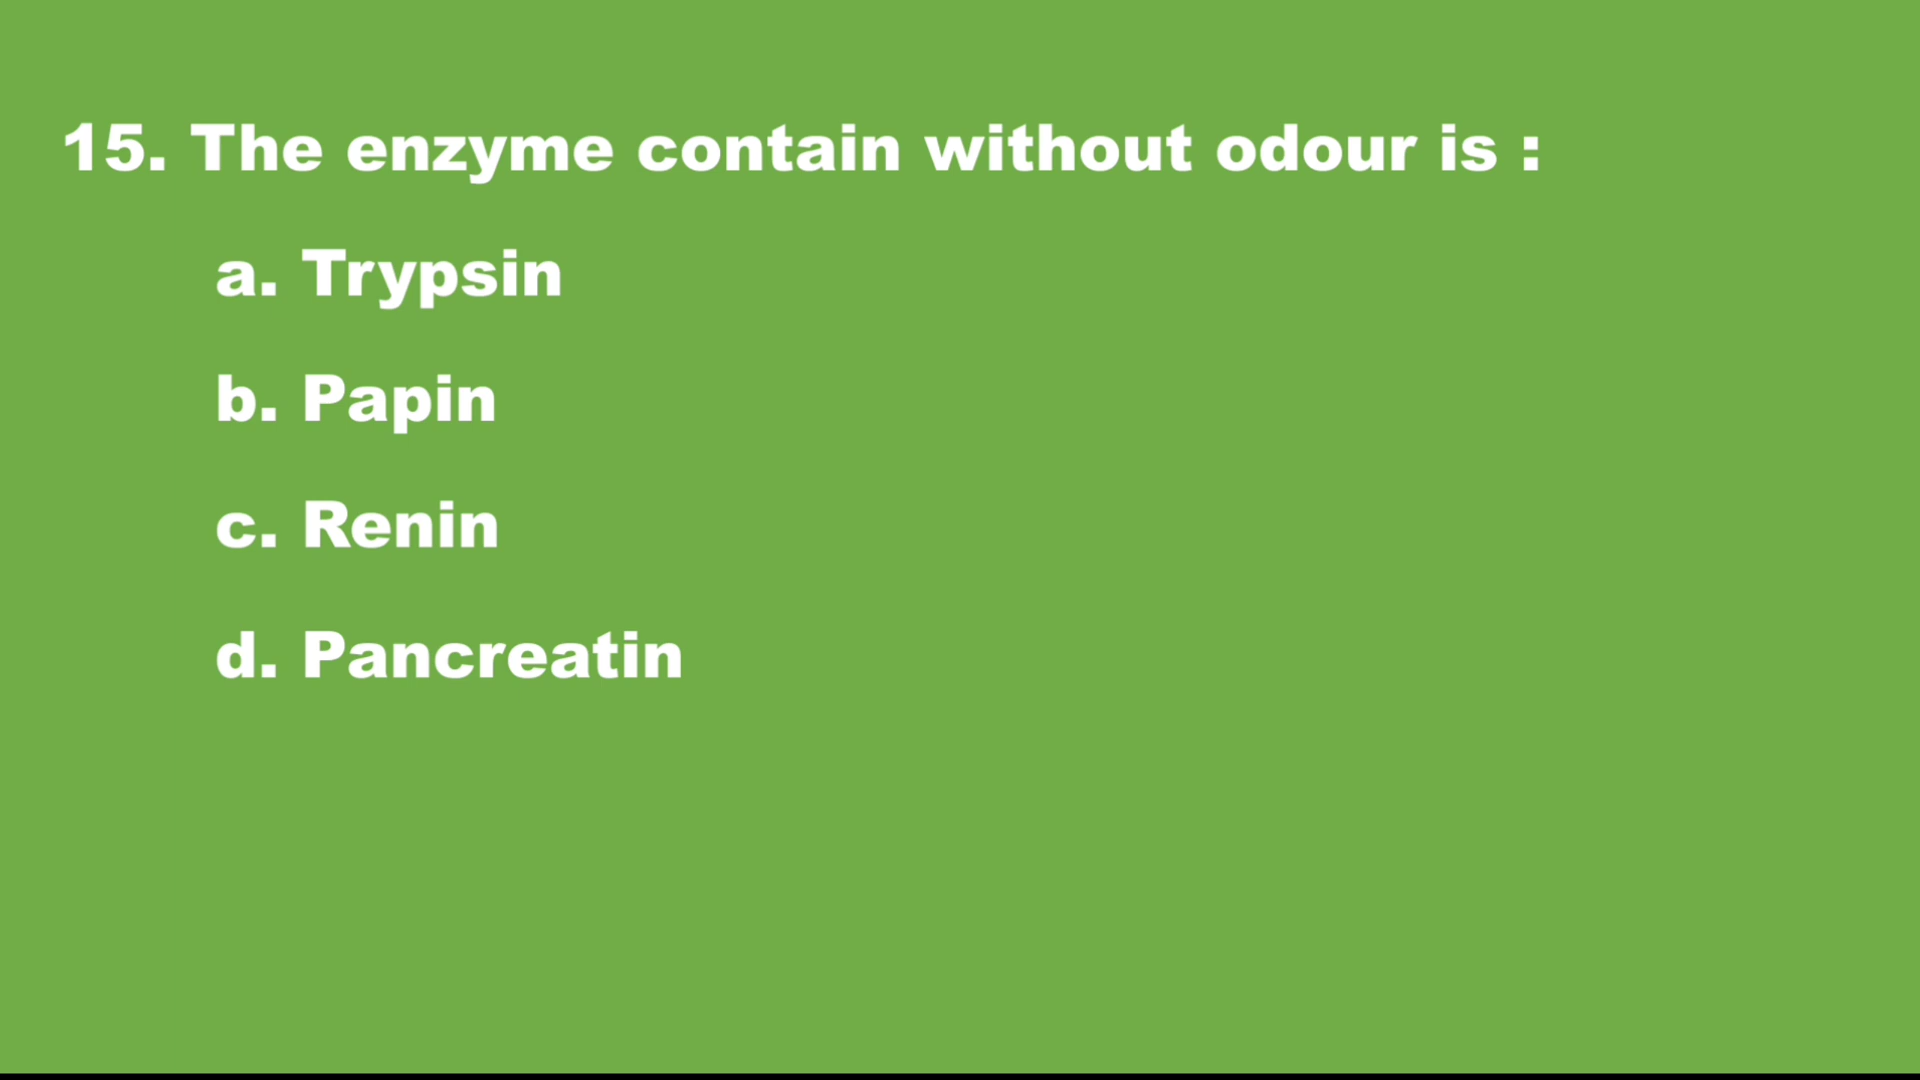 15. The enzyme contain without odour is :
a. Trypsin
b. Papin
c. Renin
d. Pancreatin